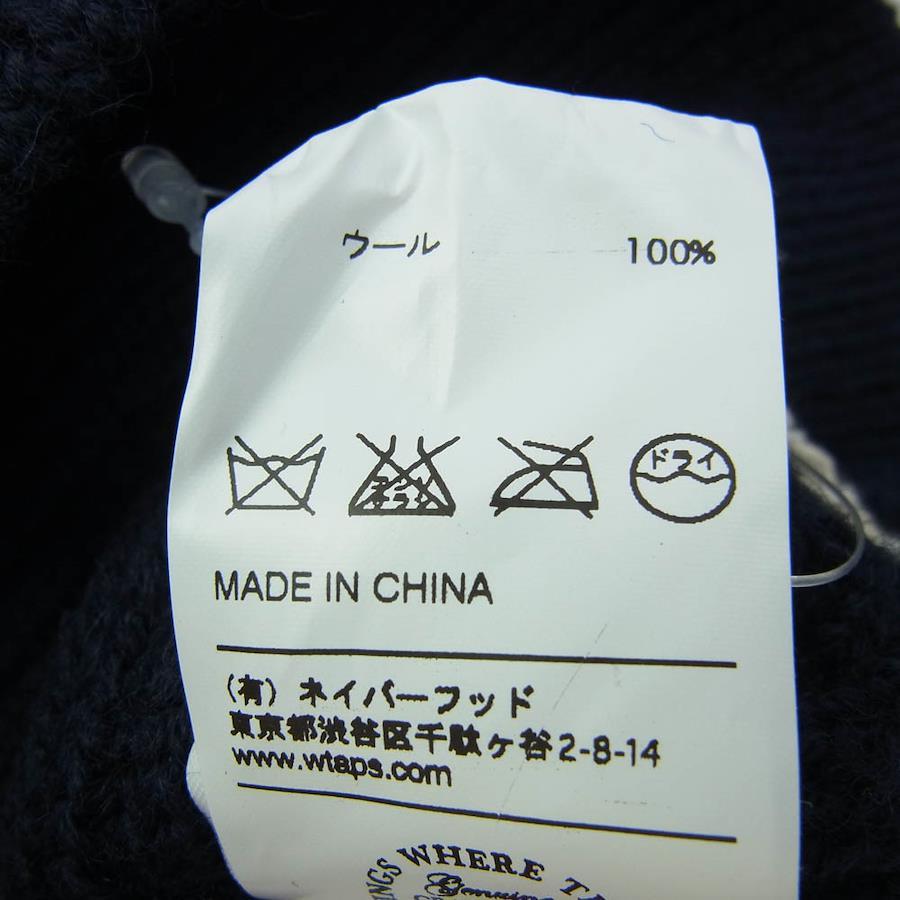 ウール 100%
ドライ
MADE IN CHINA
(有) ネイバーフッド
東京都渋谷区千駄ヶ谷2-8-14
www.wtaps.com
WHERE
Genuine